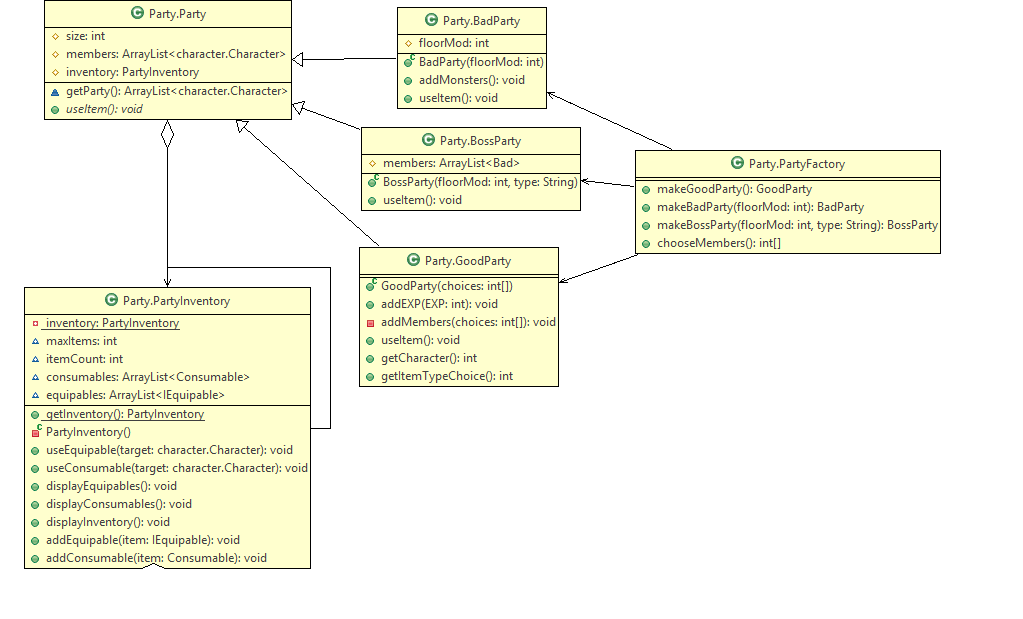 Party.Party
size: int
members: ArrayList<character.Character>
inventory: PartyInventory
getParty(): ArrayList<character.Character>
useItem(): void
Party.BadParty
floorMod: int
BadParty(floorMod: int)
addMonsters(): void
useItem(): void
Party.BossParty
members: ArrayList<Bad>
BossParty(floorMod: int, type: String)
useItem(): void
Party.PartyFactory
makeGoodParty(): GoodParty
makeBadParty(floorMod: int): BadParty
makeBossParty(floorMod: int, type: String): BossParty
chooseMembers(): int[]
Party.GoodParty
GoodParty(choices: int[])
addEXP(EXP: int): void
addMembers(choices: int[]): void
useItem(): void
getCharacter(): int
getItemTypeChoice(): int
Party.PartyInventory
inventory: PartyInventory
maxItems: int
itemCount: int
consumables: ArrayList<Consumable>
equipables: ArrayList<IEquipable>
getInventory(): PartyInventory
PartyInventory()
useEquipable(target: character.Character): void
useConsumable(target: character.Character): void
displayEquipables(): void
displayConsumables(): void
displayInventory(): void
addEquipable(item: IEquipable): void
addConsumable(item: Consumable): void